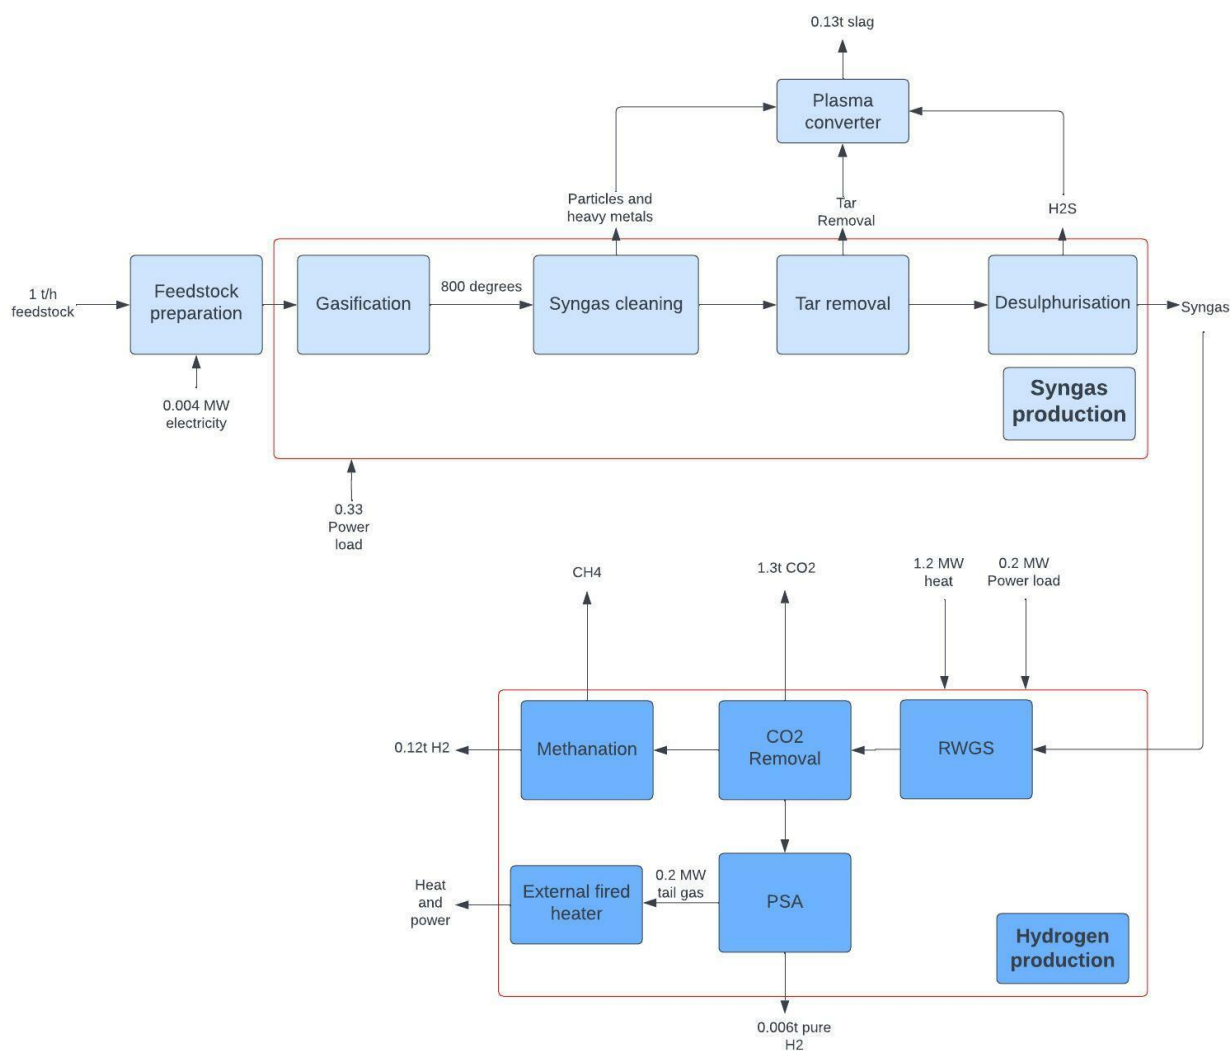 0.13t slag
Plasma
converter
Particles and
heavy metals
Tar
Removal
H2S
1 t/h
feedstock
Feedstock
preparation
Gasification
800 degrees
Syngas cleaning
Tar removal
Desulphurisation
Syngas
0.004 MW
electricity
Syngas
production
0.33
Power
load
CH4
1.3t CO2
1.2 MW
heat
0.2 MW
Power load
0.12t H2
Methanation
CO2
Removal
RWGS
Heat
and
power
External fired
heater
0.2 MW
tail gas
PSA
Hydrogen
production
0.006t pure
H2